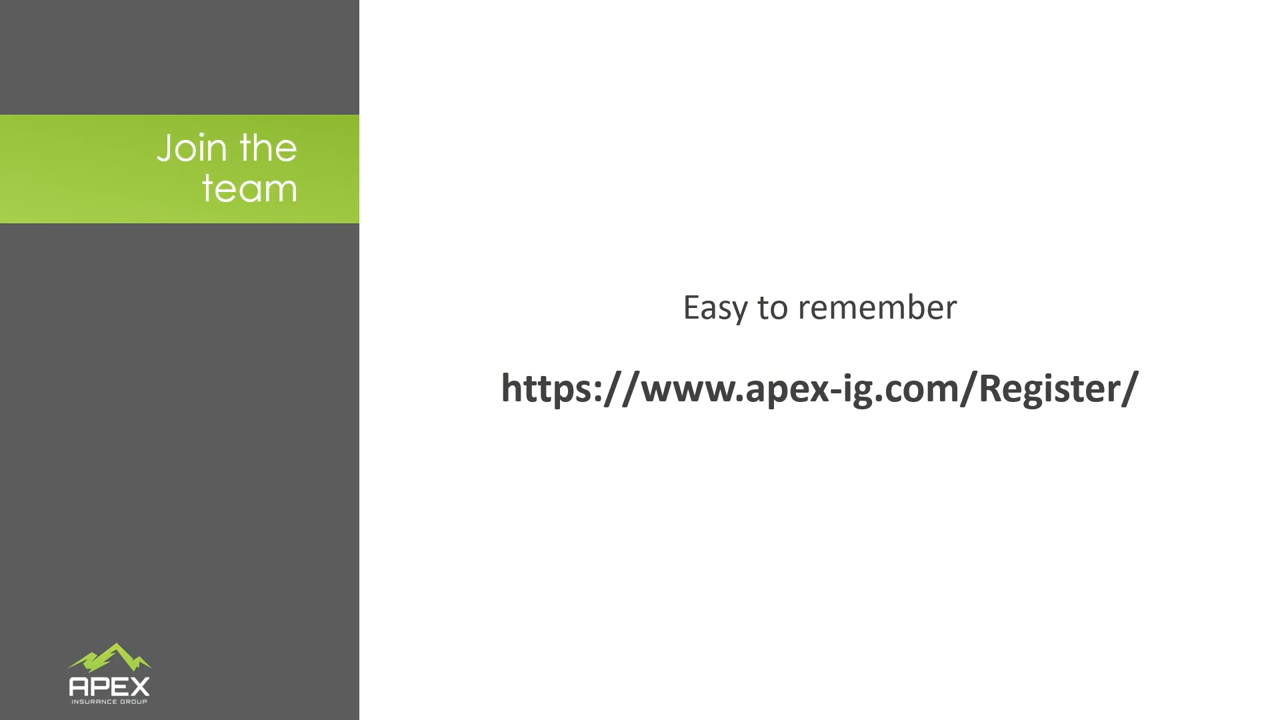 Join the
team
Easy to remember
https://www.apex-ig.com/Register/
APEX
INSURANCE GROUP